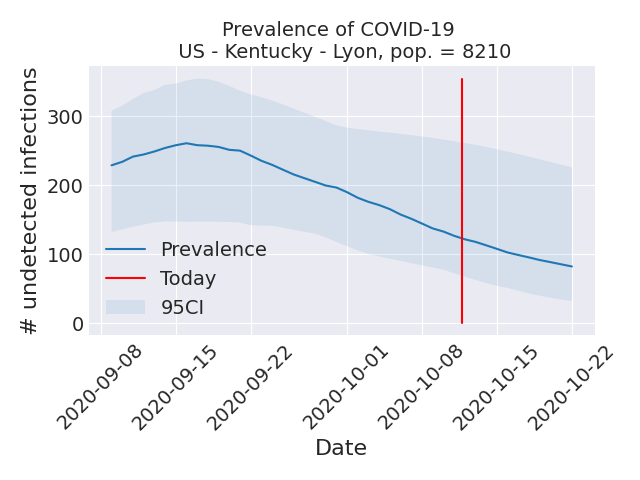 Prevalence of COVID-19
US - Kentucky - Lyon, pop. = 8210
# undetected infections
300
200
100
0
Prevalence
Today
95CI
2020-09-08
2020-09-15
2020-09-22
2020-10-01
2020-10-08
2020-10-15
2020-10-22
Date